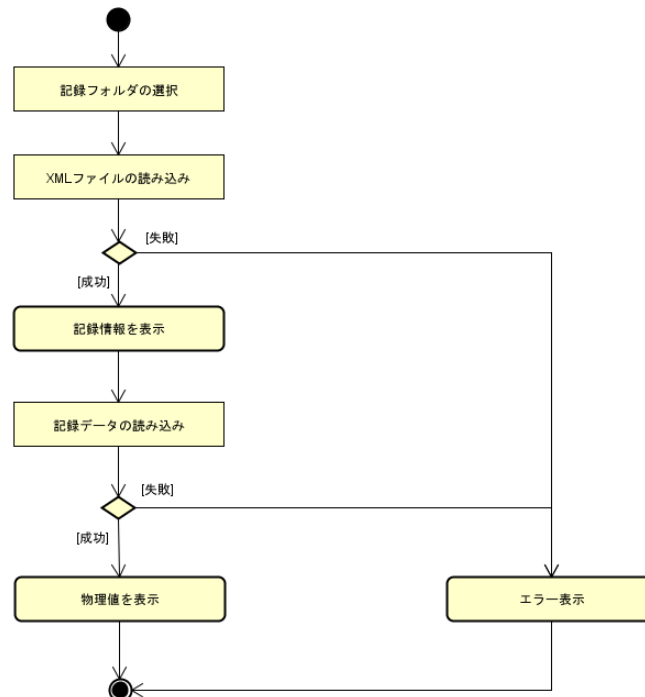 記録フォルダの選択
XMLファイルの読み込み
[失敗]
[成功]
記録情報を表示
記録データの読み込み
[失敗]
[成功]
物理値を表示
エラー表示